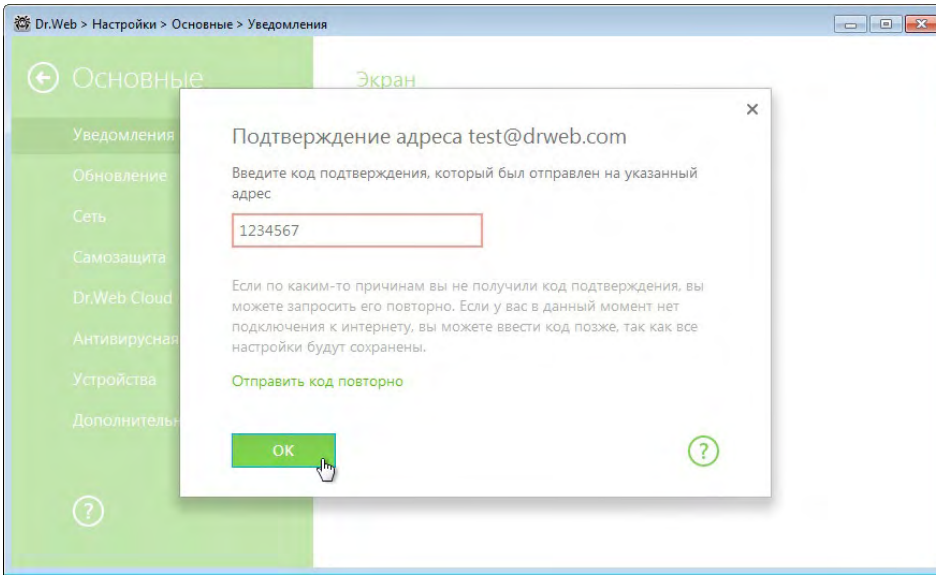 Dr.Web > Настройки > Основные > Уведомления
Основные
Экран
Уведомления
Обновление
Сеть
Самозащита
Dr.Web Cloud
Антивирусная
Устройства
Дополнительн
Подтверждение адреса test@drweb.com
Введите код подтверждения, который был отправлен на указанный
адрес
1234567
Если по каким-то причинам вы не получили код подтверждения, вы
можете запросить его повторно. Если у вас в данный момент нет
подключения к интернету, вы можете ввести код позже, так как все
настройки будут сохранены.
Отправить код повторно
OK
?
?